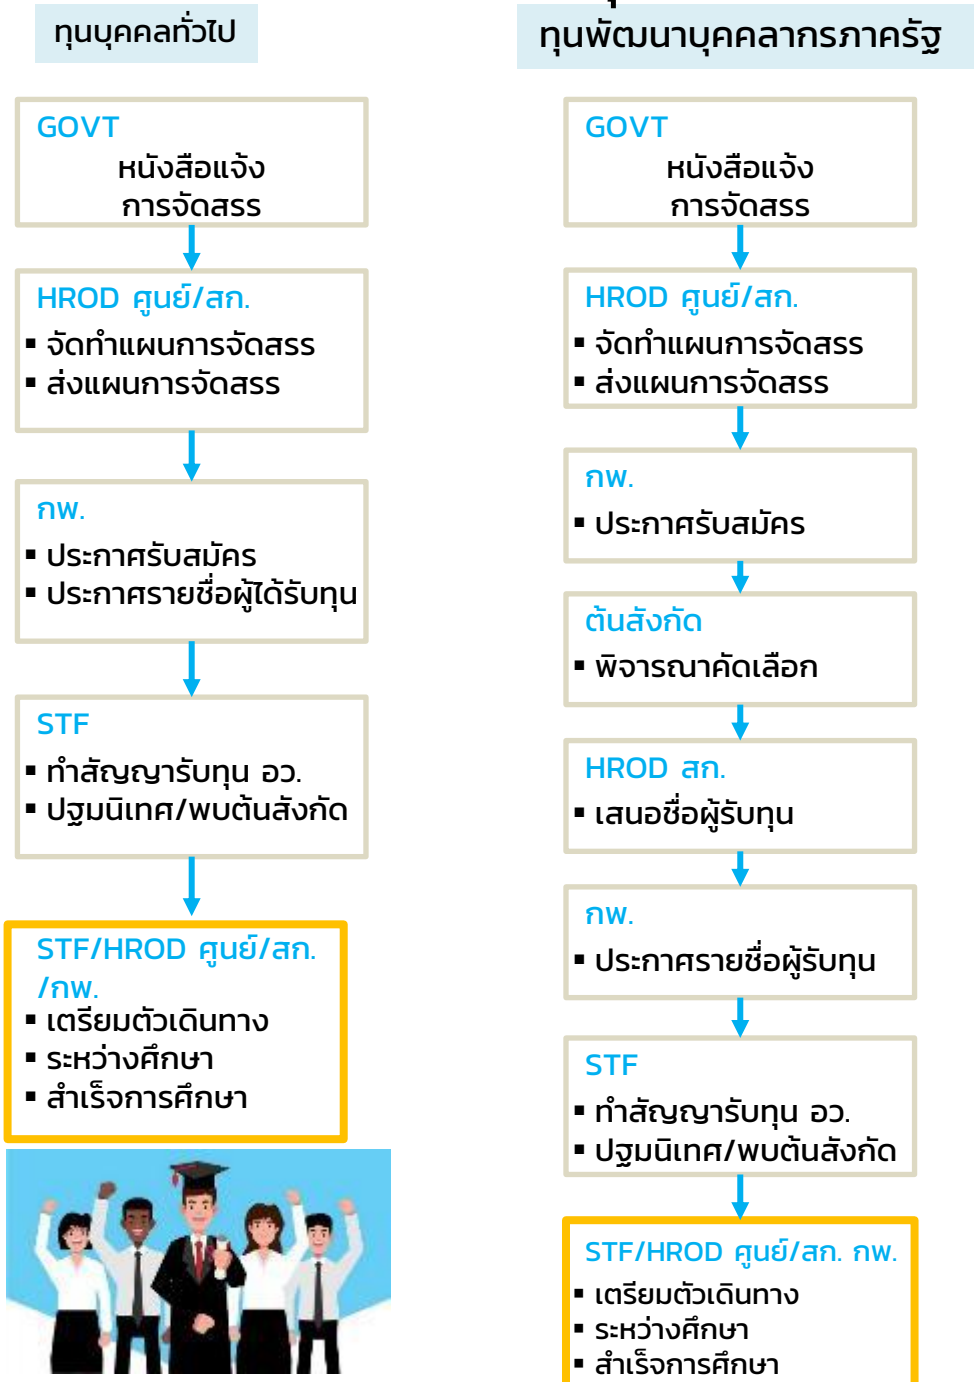 ทุนบุคคลทั่วไป
GOVT
หนังสือแจ้ง
การจัดสรร
HROD ศูนย์/สก.
▪ จัดทำแผนการจัดสรร
▪ ส่งแผนการจัดสรร
กพ.
▪ ประกาศรับสมัคร
▪ ประกาศรายชื่อผู้ได้รับทุน
STF
▪ ทำสัญญารับทุน อว.
▪ ปฐมนิเทศ/พบต้นสังกัด
STF/HROD ศูนย์/สก.
/กพ.
▪ เตรียมตัวเดินทาง
▪ ระหว่างศึกษา
▪ สำเร็จการศึกษา
ทุนพัฒนาบุคคลากรภาครัฐ
GOVT
หนังสือแจ้ง
การจัดสรร
HROD ศูนย์/สก.
▪ จัดทำแผนการจัดสรร
▪ ส่งแผนการจัดสรร
กพ.
▪ ประกาศรับสมัคร
ต้นสังกัด
▪ พิจารณาคัดเลือก
HROD สก.
▪ เสนอชื่อผู้รับทุน
กพ.
▪ ประกาศรายชื่อผู้รับทุน
STF
▪ ทำสัญญารับทุน อว.
▪ ปฐมนิเทศ/พบต้นสังกัด
STF/HROD ศูนย์/สก. กพ.
▪ เตรียมตัวเดินทาง
▪ ระหว่างศึกษา
▪ สำเร็จการศึกษา